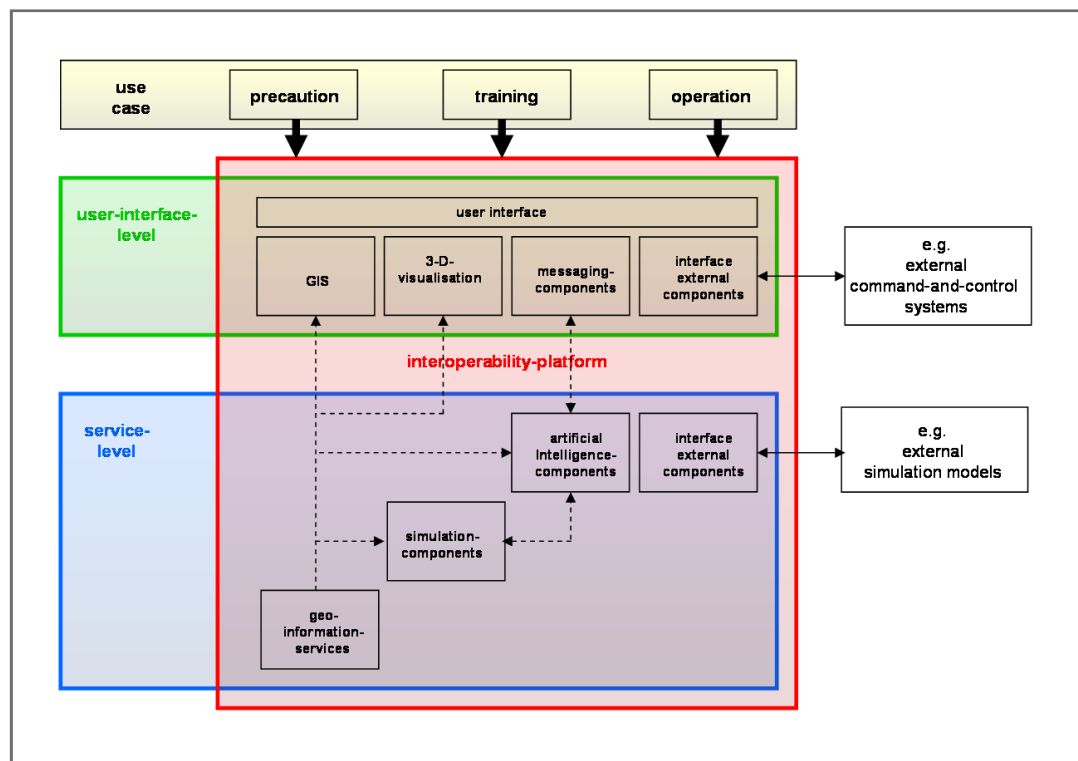 use
case
precaution
training
operation
user-interface-
level
user interface
GIS
3-D-
visualisation
messaging-
components
interface
external
components
e.g.
external
command-and-control
systems
interoperability-platform
service-
level
artificial
Intelligence-
components
interface
external
components
e.g.
external
simulation models
simulation-
components
geo-
information-
services